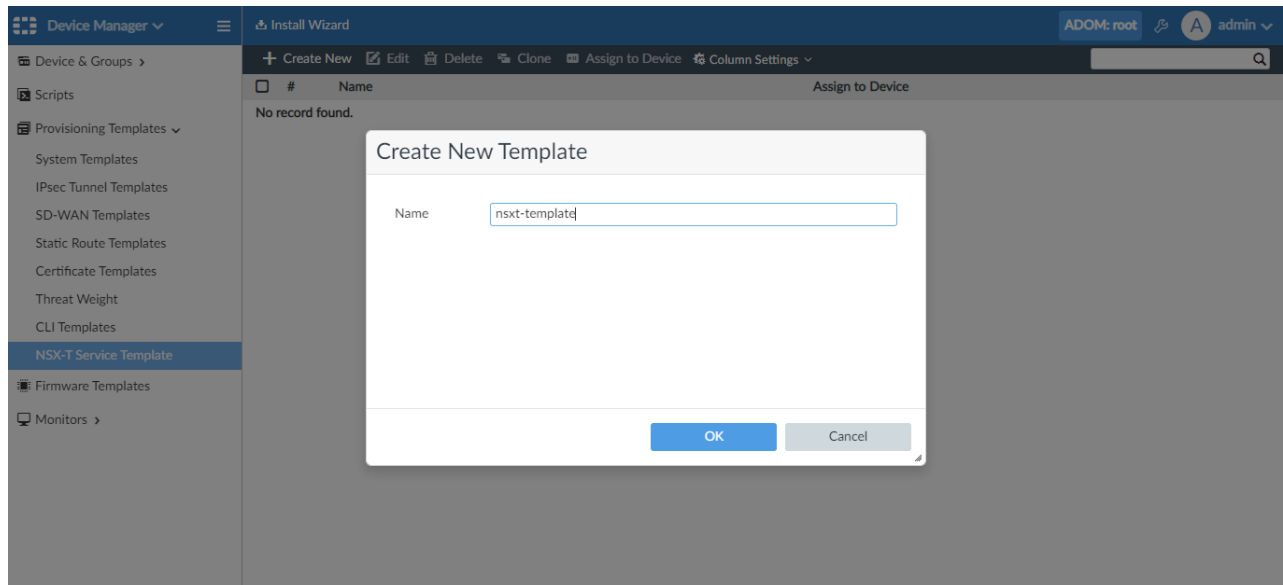 Device Manager
Install Wizard
ADOM: root
A
admin
Device & Groups
Create New
Edit
Delete
Clone
Assign to Device
Column Settings
# Name Assign to Device
No record found.
Scripts
Provisioning Templates
System Templates
IPsec Tunnel Templates
SD-WAN Templates
Static Route Templates
Certificate Templates
Threat Weight
CLI Templates
NSX-T Service Template
Firmware Templates
Monitors
Create New Template
Name nsxt-template
OK
Cancel